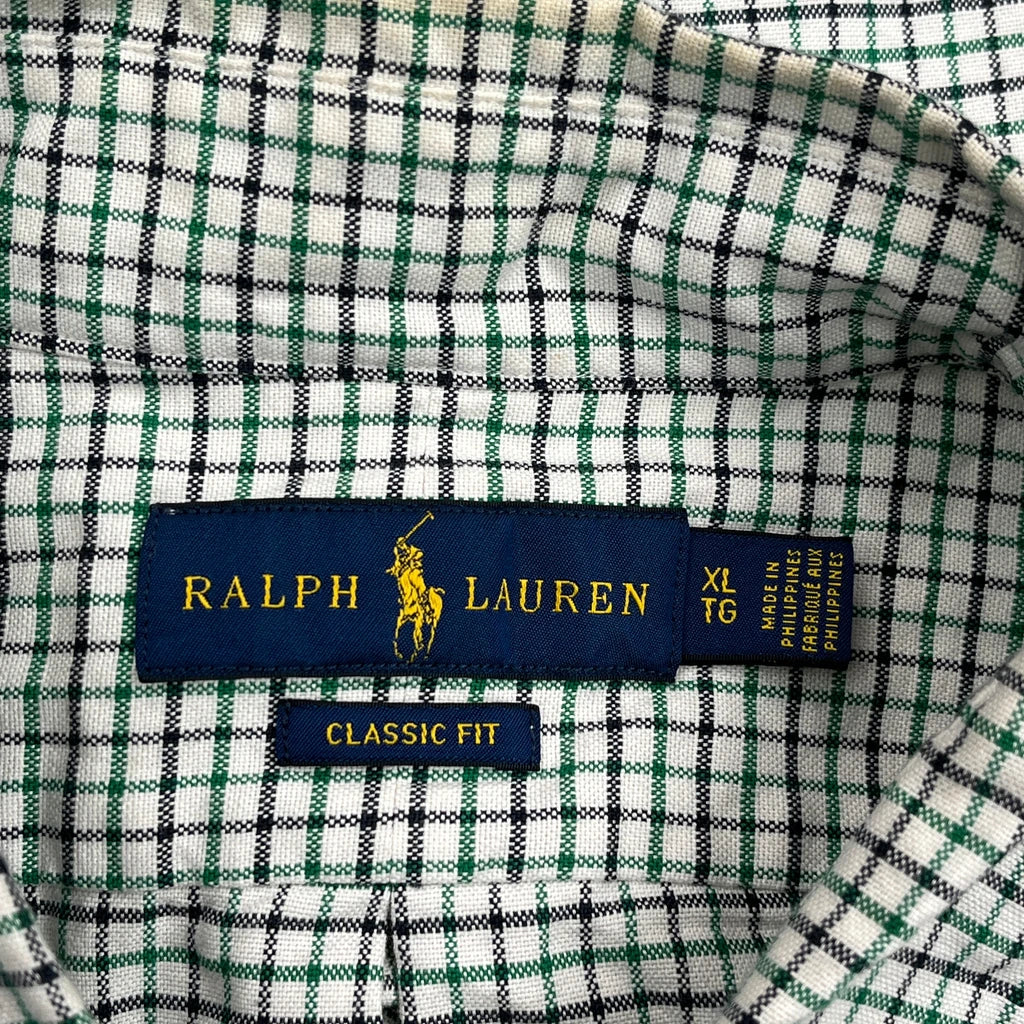 RALPH LAUREN
XL
TG
MADE IN
PHILIPPINES
FABRIQUÉ AUX
PHILIPPINES
CLASSIC FIT